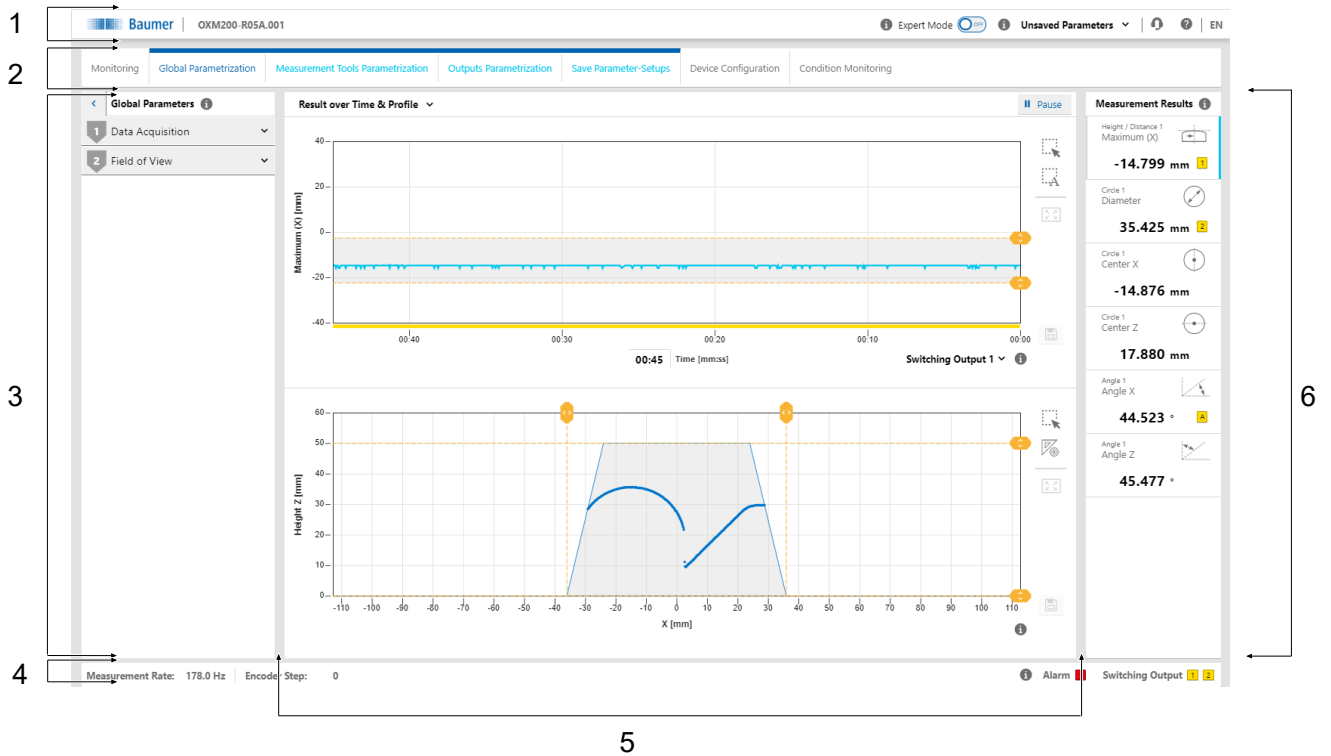 1
Baumer OXM200-R05A.001 Expert Mode OFF Unsaved Parameters EN
2
Monitoring Global Parametrization Measurement Tools Parametrization Outputs Parametrization Save Parameter-Setups Device Configuration Condition Monitoring
3
Global Parameters
1 Data Acquisition
2 Field of View
Result over Time & Profile Pause
Maximum (X) [mm]
40
20
0
-20
-40
00:40 00:30 00:20 00:10 00:00
00:45 Time [mm:ss] Switching Output 1
A
Height Z [mm]
60
50
40
30
20
10
0
-110 -100 -90 -80 -70 -60 -50 -40 -30 -20 -10 0 10 20 30 40 50 60 70 80 90 100 110
X [mm]
Measurement Results
Height / Distance 1
Maximum (X)
-14.799 mm 1
Circle 1
Diameter
35.425 mm 2
Circle 1
Center X
-14.876 mm
Circle 1
Center Z
17.880 mm
Angle 1
Angle X
44.523 ° A
Angle 1
Angle Z
45.477 °
6
4
Measurement Rate: 178.0 Hz Encoder Step: 0 Alarm Switching Output 1 2
5